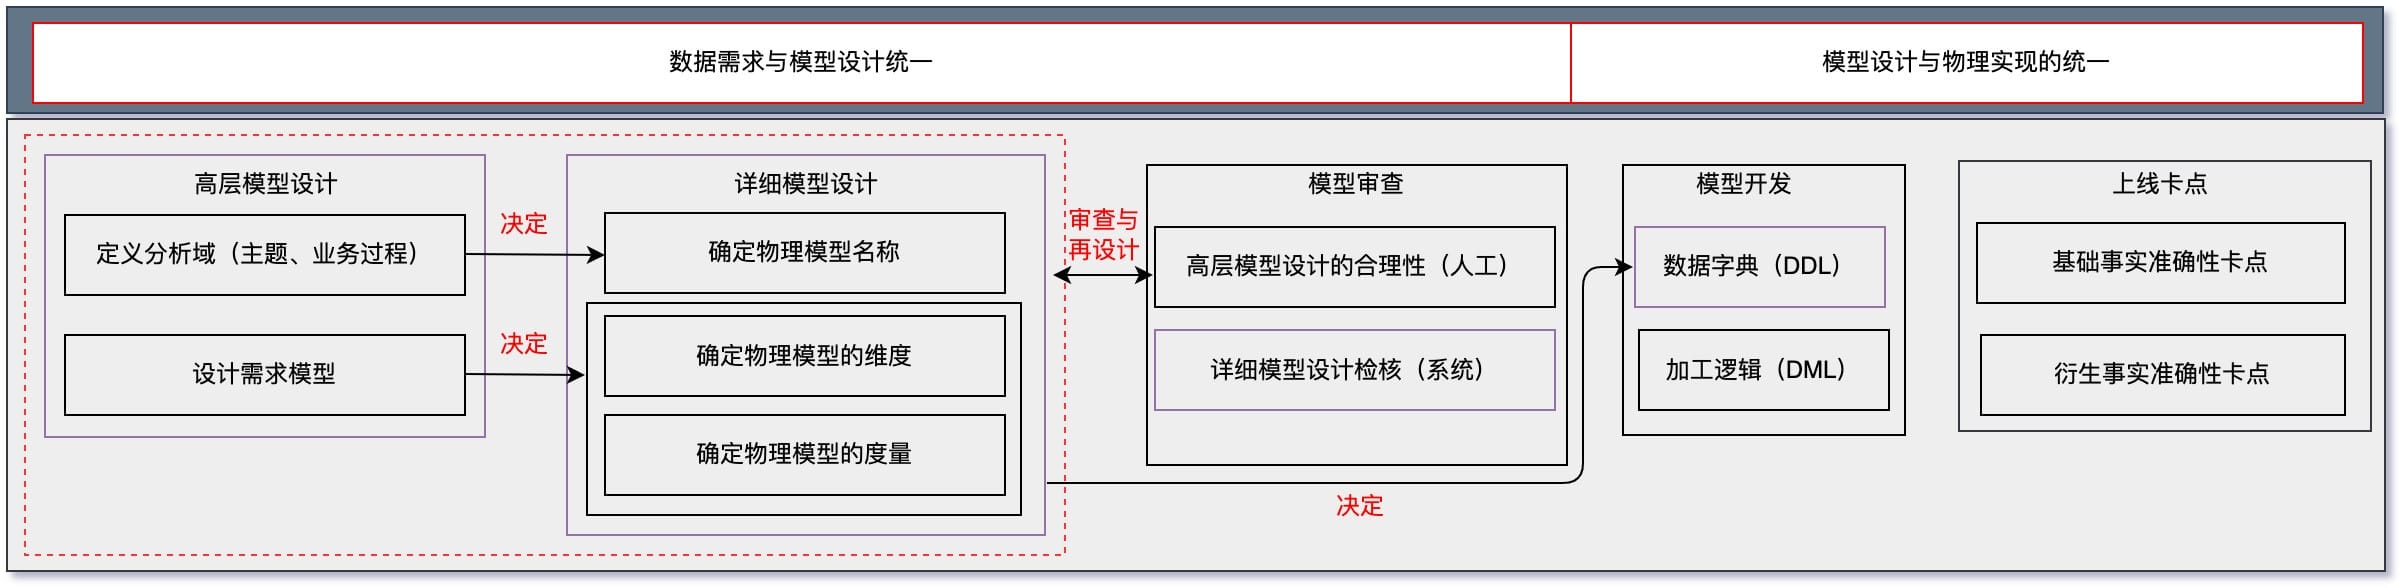 数据需求与模型设计统一
模型设计与物理实现的统一
高层模型设计
定义分析域（主题、业务过程）
设计需求模型
决定
决定
详细模型设计
确定物理模型名称
确定物理模型的维度
确定物理模型的度量
审查与
再设计
模型审查
高层模型设计的合理性（人工）
详细模型设计检核（系统）
决定
模型开发
数据字典（DDL）
加工逻辑（DML）
上线卡点
基础事实准确性卡点
衍生事实准确性卡点